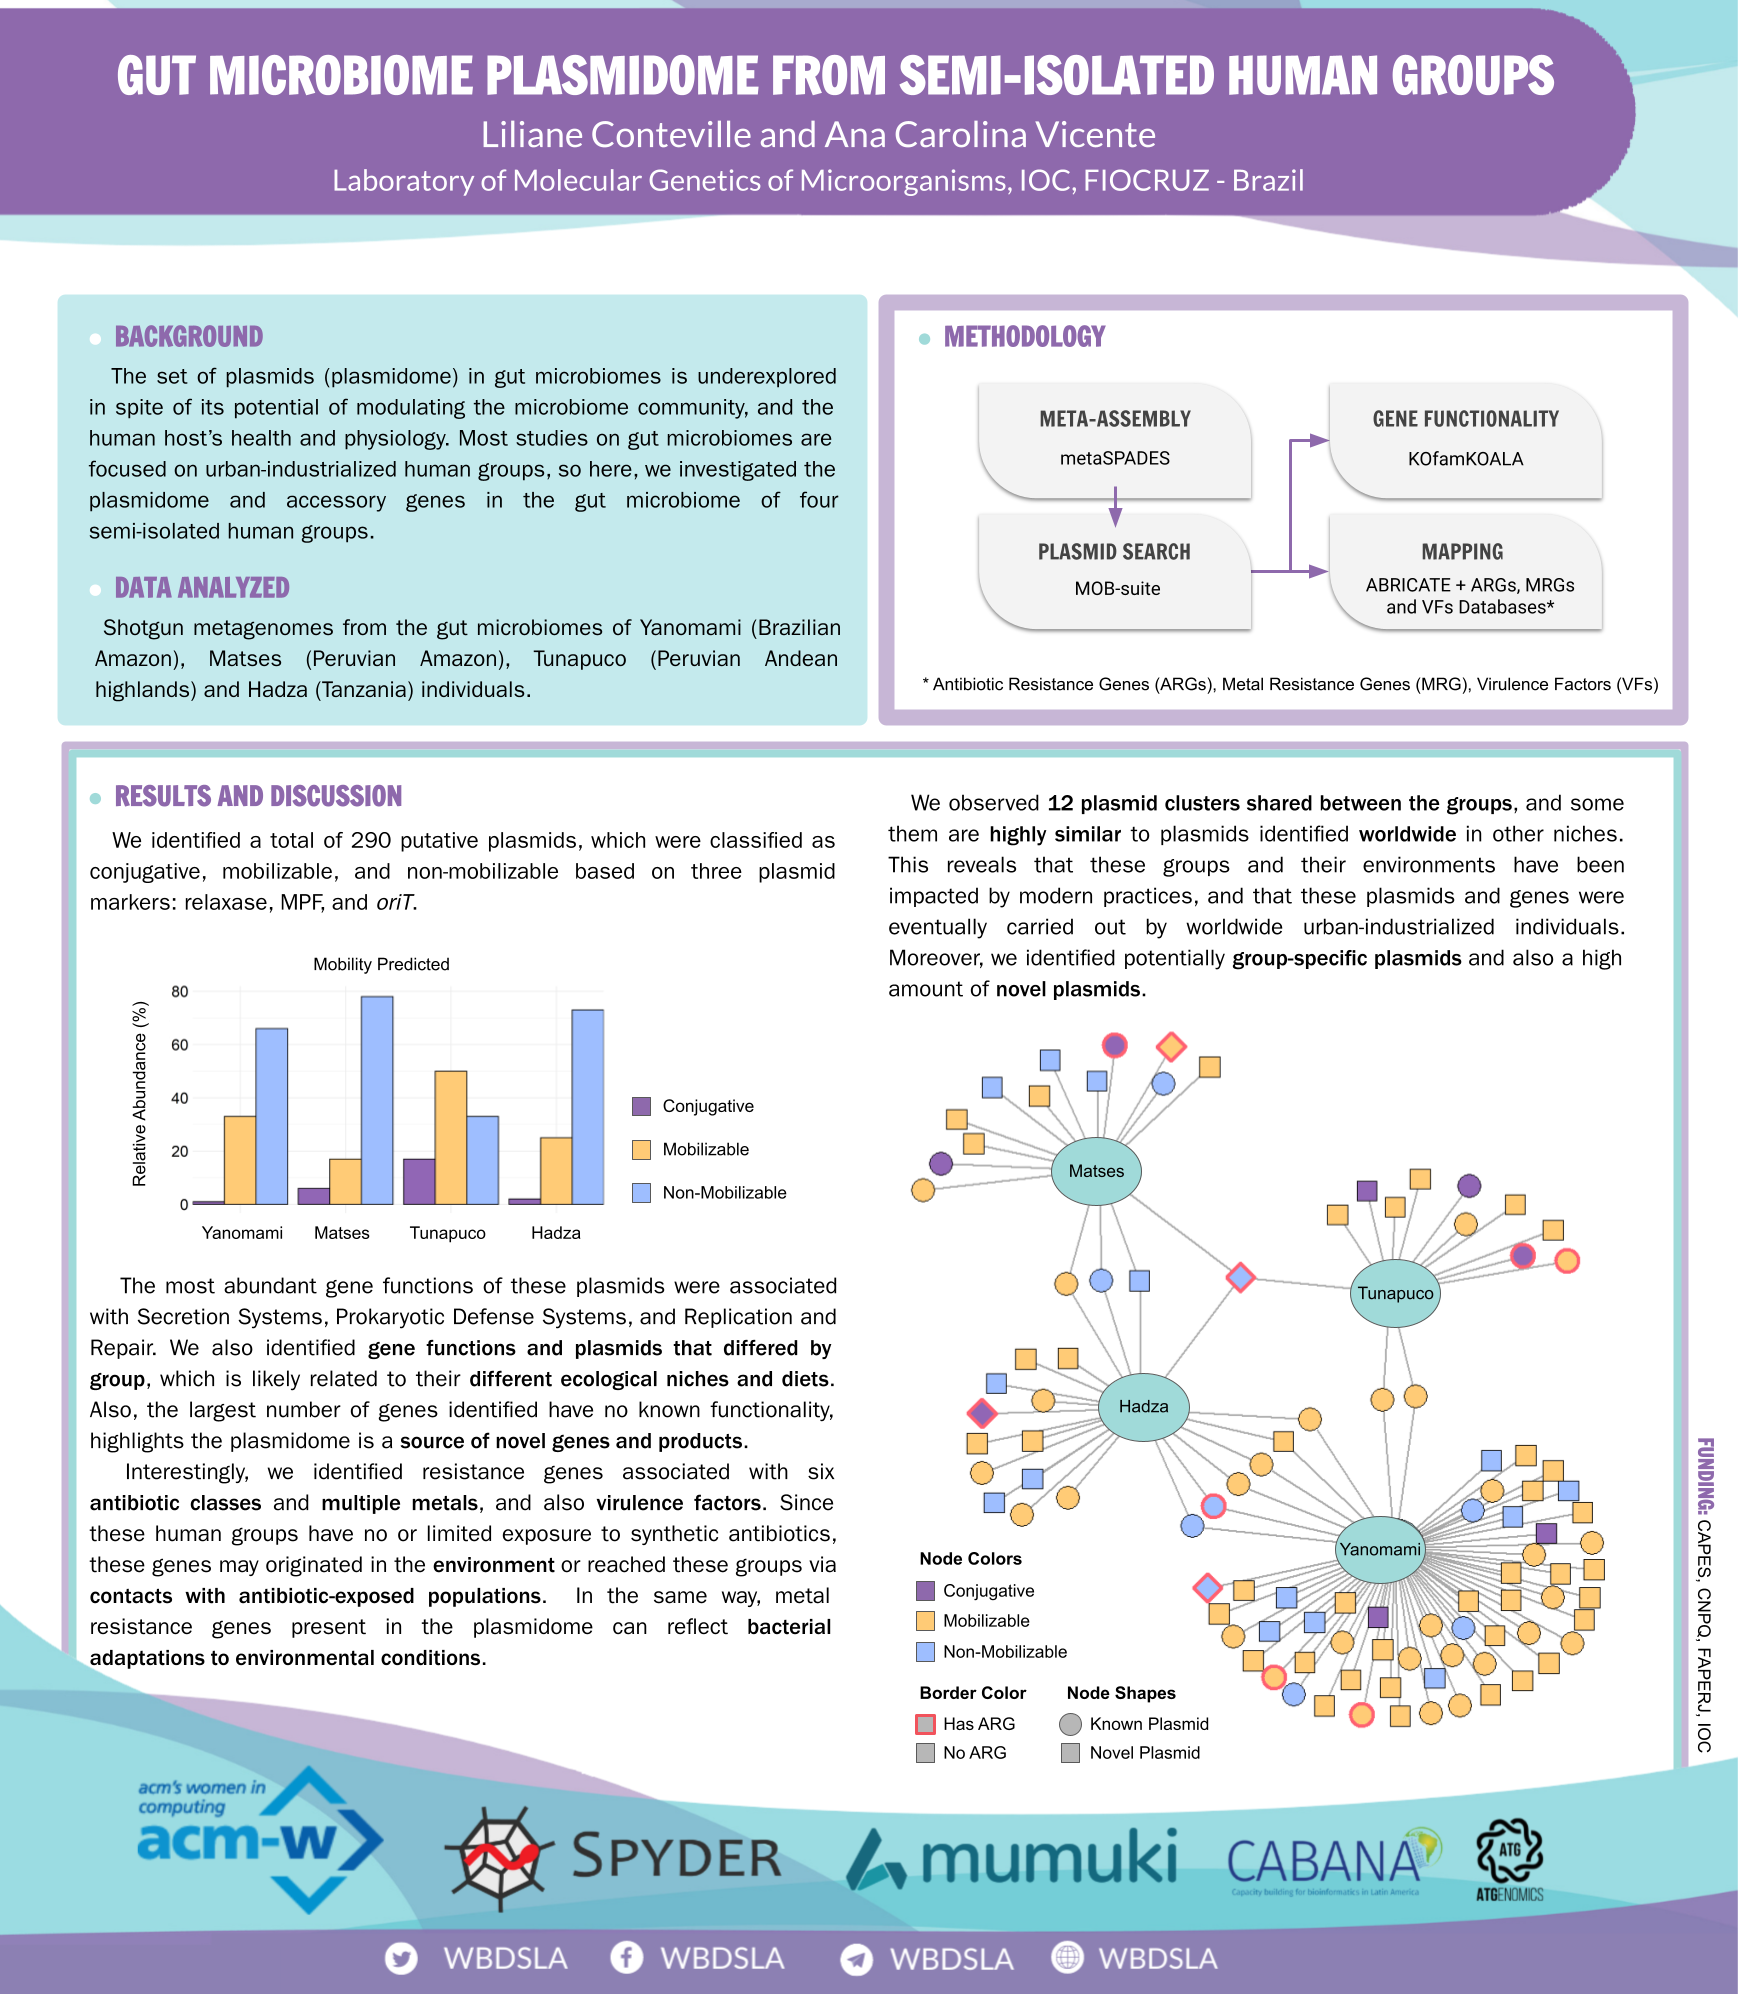 GUT MICROBIOME PLASMIDOME FROM SEMI-ISOLATED HUMAN GROUPS
Liliane Conteville and Ana Carolina Vicente
Laboratory of Molecular Genetics of Microorganisms, IOC, FIOCRUZ - Brazil
BACKGROUND
The set of plasmids (plasmidome) in gut microbiomes is underexplored
in spite of its potential of modulating the microbiome community, and the
human host's health and physiology. Most studies on gut microbiomes are
focused on urban-industrialized human groups, so here, we investigated the
plasmidome and accessory genes in the gut microbiome of four
semi-isolated human groups.
DATA ANALYZED
Shotgun metagenomes from the gut microbiomes of Yanomami (Brazilian
Amazon), Matses (Peruvian Amazon), Tunapuco (Peruvian Andean
highlands) and Hadza (Tanzania) individuals.
METHODOLOGY
META-ASSEMBLY
metaSPADES
GENE FUNCTIONALITY
KOfamKOALA
PLASMID SEARCH
MOB-suite
MAPPING
ABRICATE + ARGs, MRGs
and VFs Databases*
* Antibiotic Resistance Genes (ARGs), Metal Resistance Genes (MRG), Virulence Factors (VFs)
RESULTS AND DISCUSSION
We identified a total of 290 putative plasmids, which were classified as
conjugative, mobilizable, and non-mobilizable based on three plasmid
markers: relaxase, MPF, and oriT.
Mobility Predicted
Relative Abundance (%)
80
60
40
20
0
Yanomami
Matses
Tunapuco
Hadza
Conjugative
Mobilizable
Non-Mobilizable
The most abundant gene functions of these plasmids were associated
with Secretion Systems, Prokaryotic Defense Systems, and Replication and
Repair. We also identified gene functions and plasmids that differed by
group, which is likely related to their different ecological niches and diets.
Also, the largest number of genes identified have no known functionality,
highlights the plasmidome is a source of novel genes and products.
Interestingly, we identified resistance genes associated with six
antibiotic classes and multiple metals, and also virulence factors. Since
these human groups have no or limited exposure to synthetic antibiotics,
these genes may originated in the environment or reached these groups via
contacts with antibiotic-exposed populations. In the same way, metal
resistance genes present in the plasmidome can reflect bacterial
adaptations to environmental conditions.
We observed 12 plasmid clusters shared between the groups, and some
them are highly similar to plasmids identified worldwide in other niches.
This reveals that these groups and their environments have been
impacted by modern practices, and that these plasmids and genes were
eventually carried out by worldwide urban-industrialized individuals.
Moreover, we identified potentially group-specific plasmids and also a high
amount of novel plasmids.
Matses
Tunapuco
Hadza
Yanomami
Node Colors
Conjugative
Mobilizable
Non-Mobilizable
Border Color
Has ARG
No ARG
Node Shapes
Known Plasmid
Novel Plasmid
FUNDING: CAPES, CNPQ, FAPERJ, IOC
acm's women in
computing
acm-w
SPYDER
mumuki
CABANA
Capacity building for bioinformatics in Latin America
ATG
ATGENOMICS
WBDSLA
WBDSLA
WBDSLA
WBDSLA